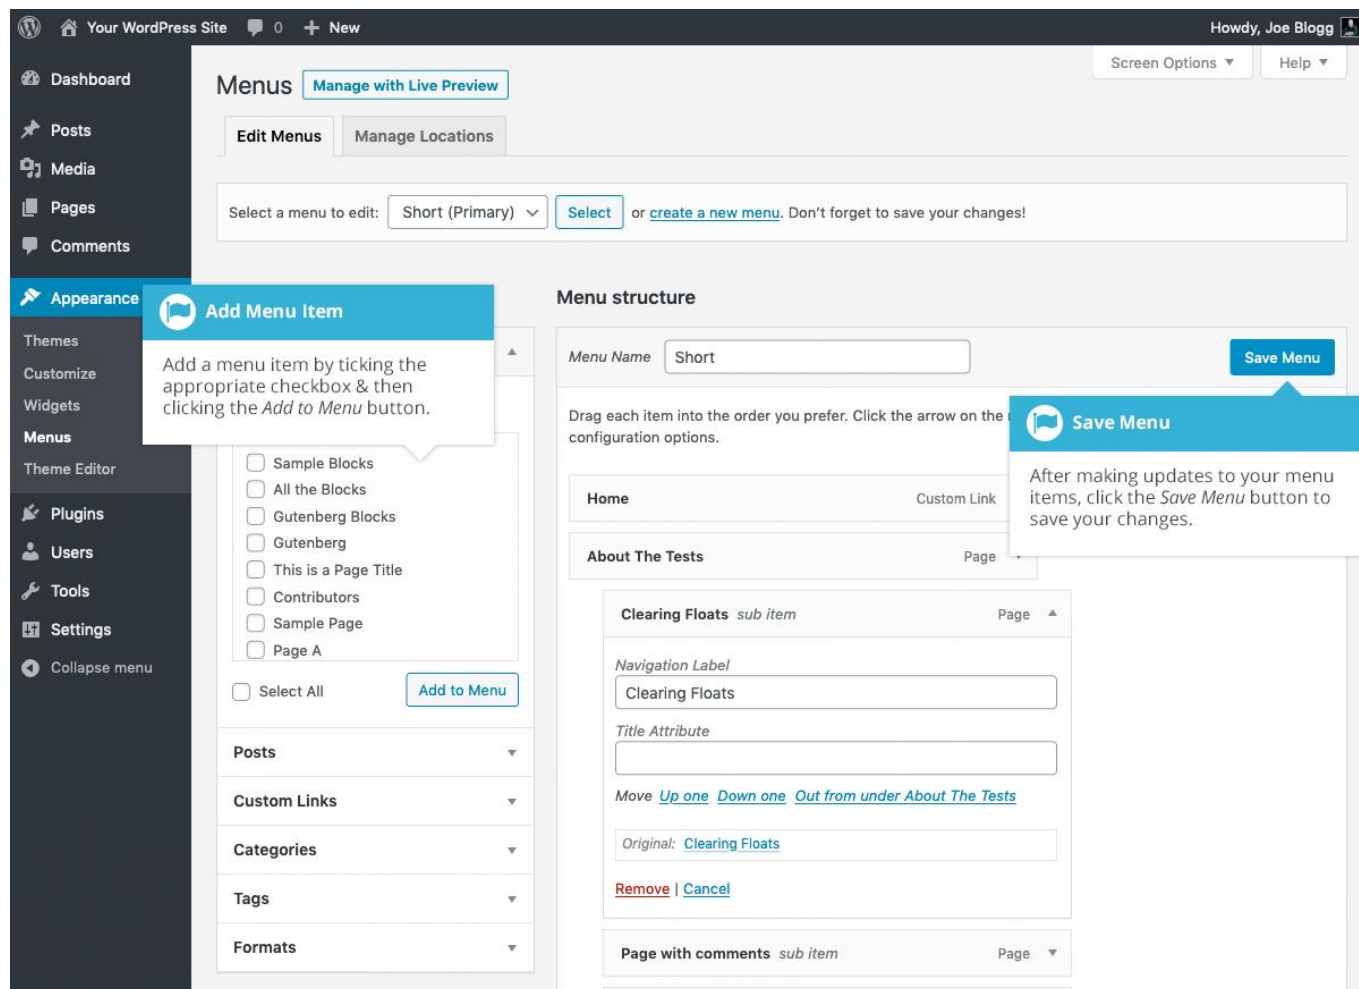 Your WordPress Site 0 + New
Howdy, Joe Blogg
Screen Options ▼ Help ▼
Dashboard
Posts
Media
Pages
Comments
Appearance
Themes
Customize
Widgets
Menus
Theme Editor
Plugins
Users
Tools
Settings
Collapse menu
Menus Manage with Live Preview
Edit Menus Manage Locations
Select a menu to edit: Short (Primary) Select or create a new menu. Don't forget to save your changes!
Add Menu Item
Add a menu item by ticking the
appropriate checkbox & then
clicking the Add to Menu button.
Sample Blocks
All the Blocks
Gutenberg Blocks
Gutenberg
This is a Page Title
Contributors
Sample Page
Page A
Select All Add to Menu
Posts
Custom Links
Categories
Tags
Formats
Menu structure
Menu Name Short Save Menu
Drag each item into the order you prefer. Click the arrow on the
configuration options.
Save Menu
After making updates to your menu
items, click the Save Menu button to
save your changes.
Home Custom Link
About The Tests Page
Clearing Floats sub item Page
Navigation Label
Clearing Floats
Title Attribute
Move Up one Down one Out from under About The Tests
Original: Clearing Floats
Remove | Cancel
Page with comments sub item Page